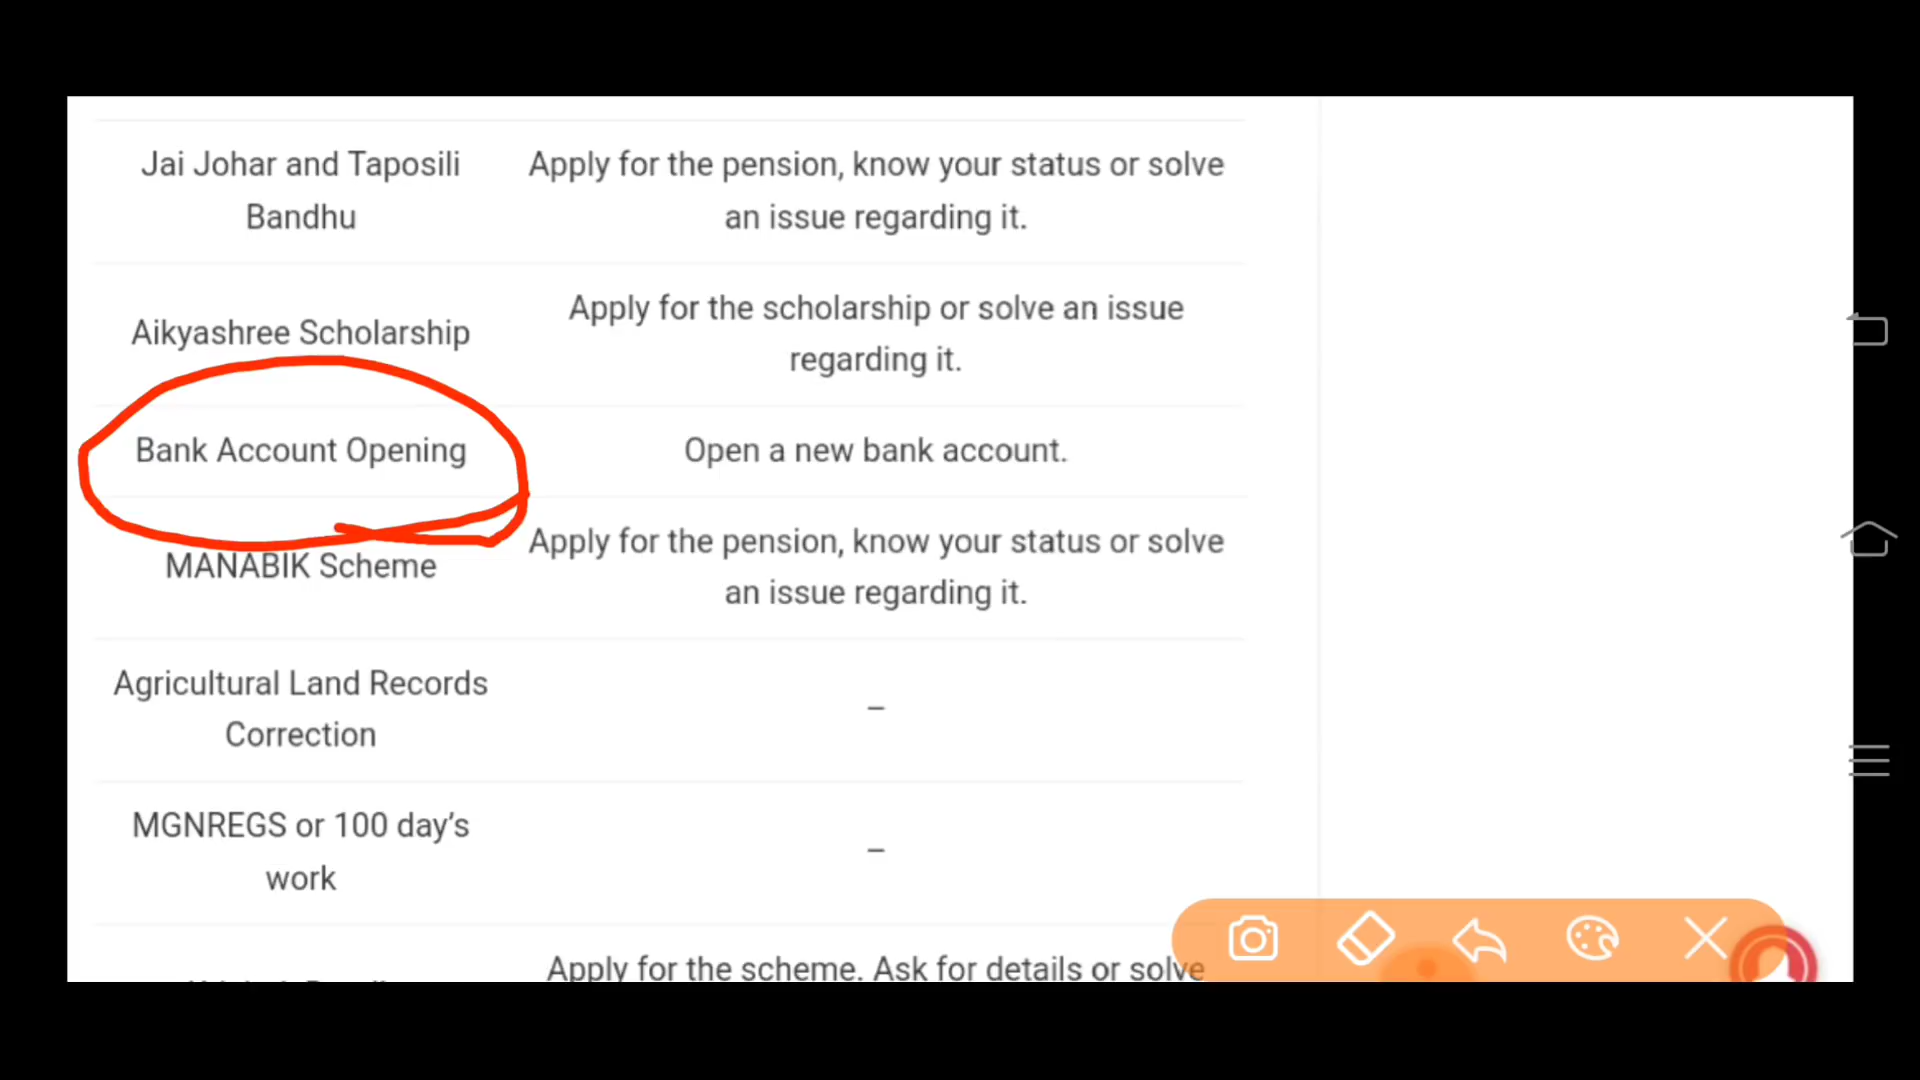 Jai Johar and Taposili
Bandhu
Apply for the pension, know your status or solve
an issue regarding it.
Aikyashree Scholarship
Apply for the scholarship or solve an issue
regarding it.
Bank Account Opening
Open a new bank account.
MANABIK Scheme
Apply for the pension, know your status or solve
an issue regarding it.
Agricultural Land Records
Correction
–
MGNREGS or 100 day’s
work
–
Apply for the scheme. Ask for details or solve